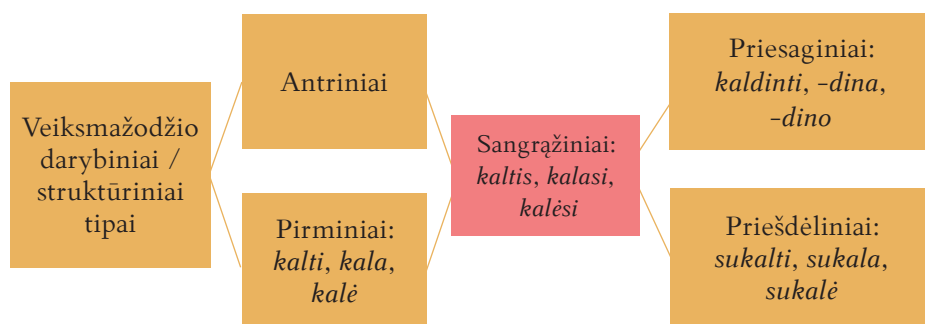 Veiksmažodžio
darybiniai /
struktūriniai
tipai
Antriniai
Pirminiai:
kalti, kala,
kalė
Sangrąžiniai:
kaltis, kalasi,
kalėsi
Priesaginiai:
kaldinti, -dina,
-dino
Priešdėliniai:
sukalti, sukala,
sukalė